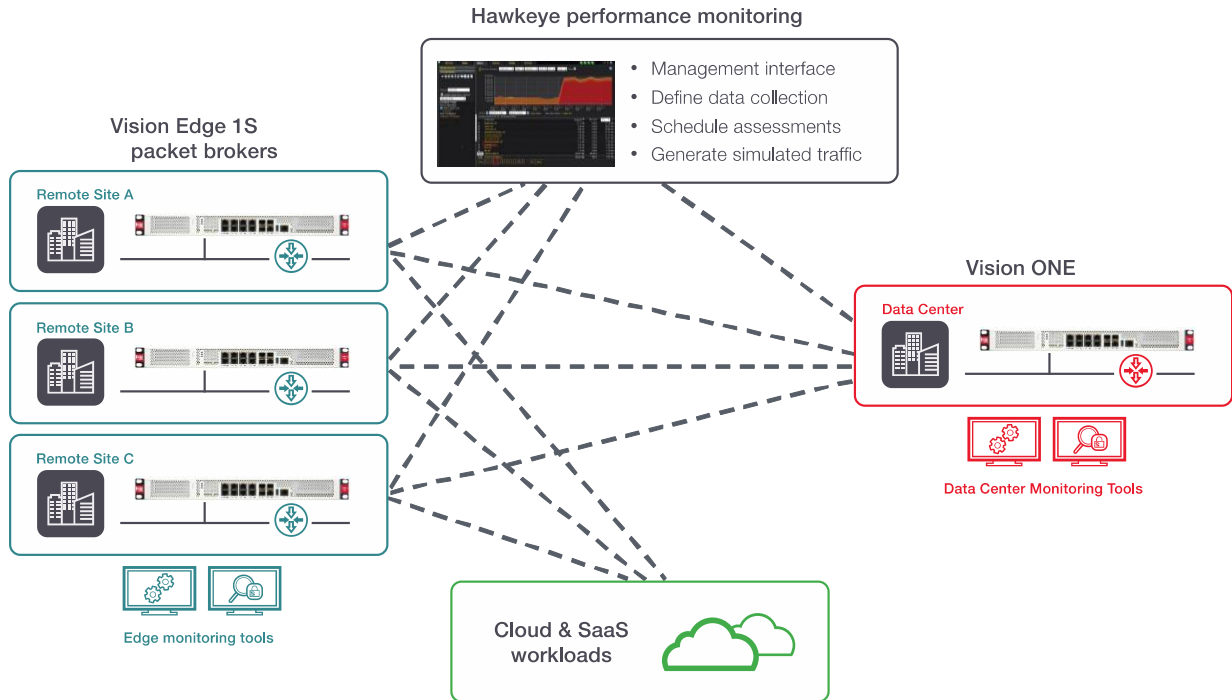 Hawkeye performance monitoring
• Management interface
• Define data collection
• Schedule assessments
• Generate simulated traffic
Vision Edge 1S
packet brokers
Remote Site A
Remote Site B
Remote Site C
Edge monitoring tools
Vision ONE
Data Center
Data Center Monitoring Tools
Cloud & SaaS
workloads